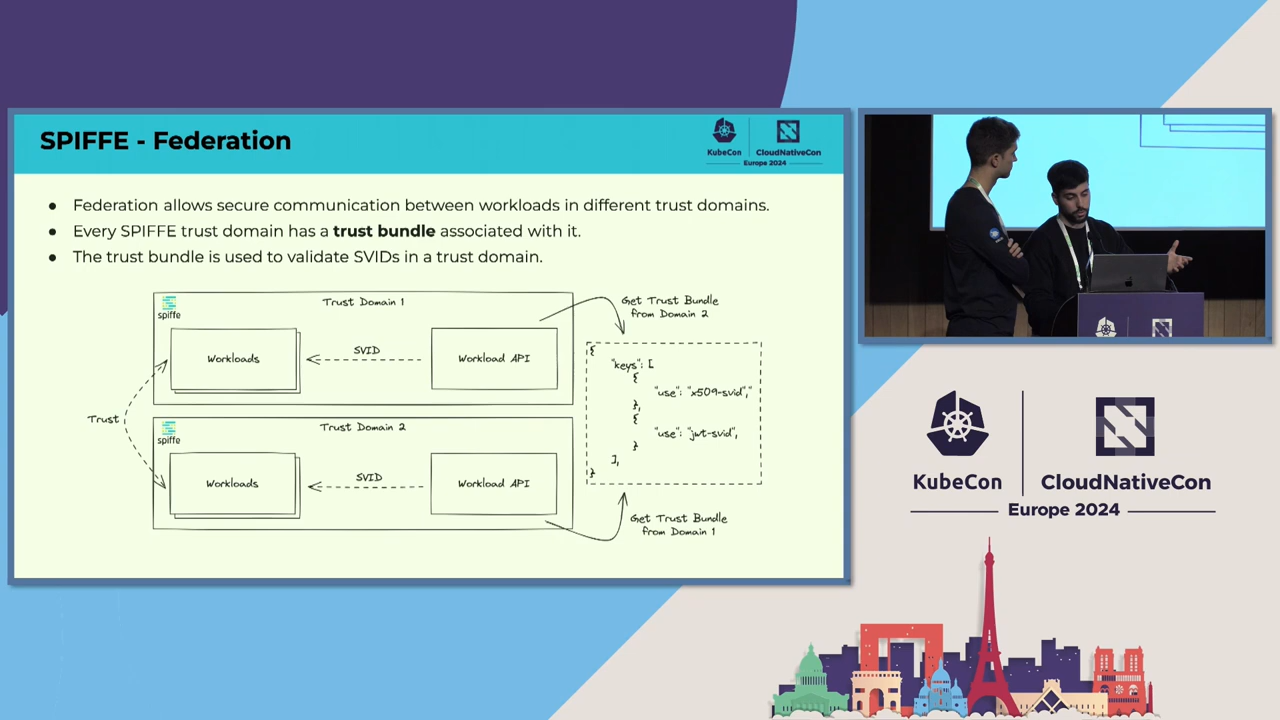 SPIFFE - Federation
KubeCon
CloudNativeCon
Europe 2024
● Federation allows secure communication between workloads in different trust domains.
● Every SPIFFE trust domain has a trust bundle associated with it.
● The trust bundle is used to validate SVIDs in a trust domain.
spiffe
Trust Domain 1
Workloads
SVID
Workload API
Get Trust Bundle
from Domain 2
Trust
spiffe
Trust Domain 2
Workloads
SVID
Workload API
Get Trust Bundle
from Domain 1
{
"keys": [
{
"use": "x509-svid",
},
{
"use": "jwt-svid",
}
],
}
KubeCon
CloudNativeCon
Europe 2024